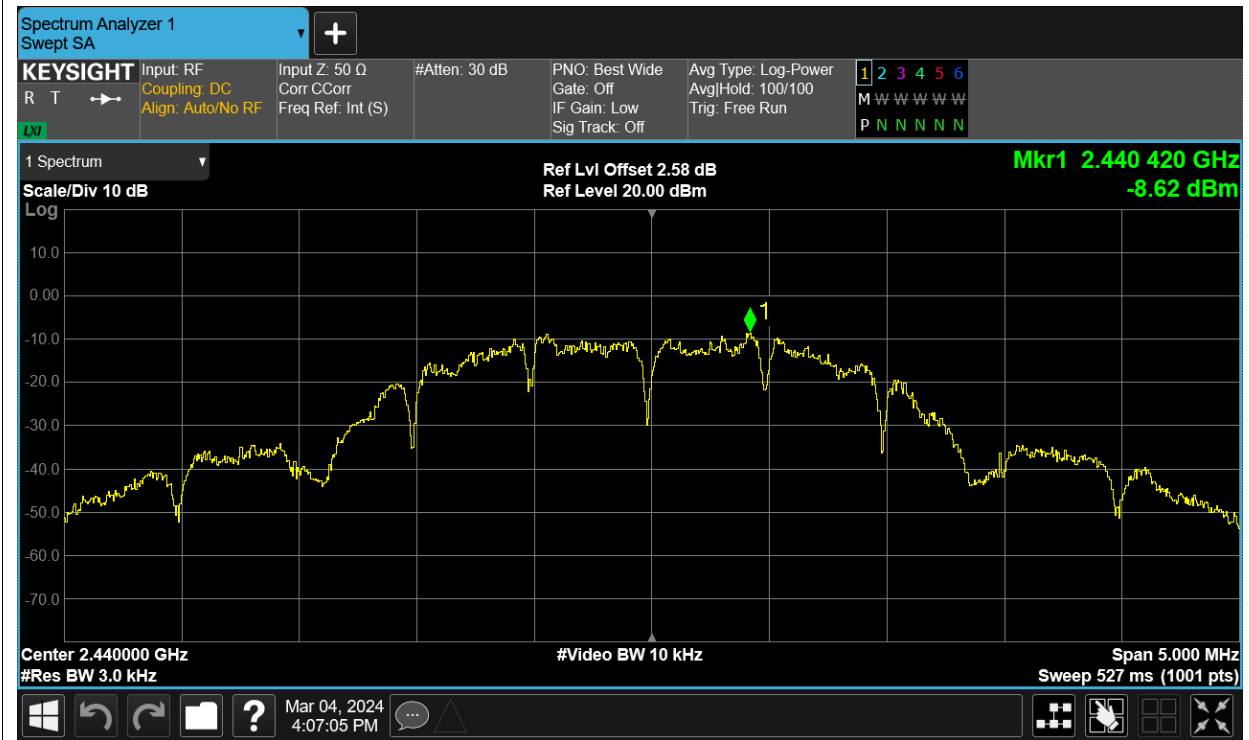 Spectrum Analyzer 1
Swept SA
KEYSIGHT
R T
LXI
Input: RF
Coupling: DC
Align: Auto/No RF
Input Z: 50 Ω
Corr CCorr
Freq Ref: Int (S)
#Atten: 30 dB
PNO: Best Wide
Gate: Off
IF Gain: Low
Sig Track: Off
Avg Type: Log-Power
Avg|Hold: 100/100
Trig: Free Run
1 2 3 4 5 6
M W W W W W
P N N N N N
1 Spectrum
Scale/Div 10 dB
Ref Lvl Offset 2.58 dB
Ref Level 20.00 dBm
Mkr1 2.440 420 GHz
-8.62 dBm
Log
10.0
0.00
-10.0
-20.0
-30.0
-40.0
-50.0
-60.0
-70.0
1
Center 2.440000 GHz
#Res BW 3.0 kHz
#Video BW 10 kHz
Span 5.000 MHz
Sweep 527 ms (1001 pts)
?
Mar 04, 2024
4:07:05 PM